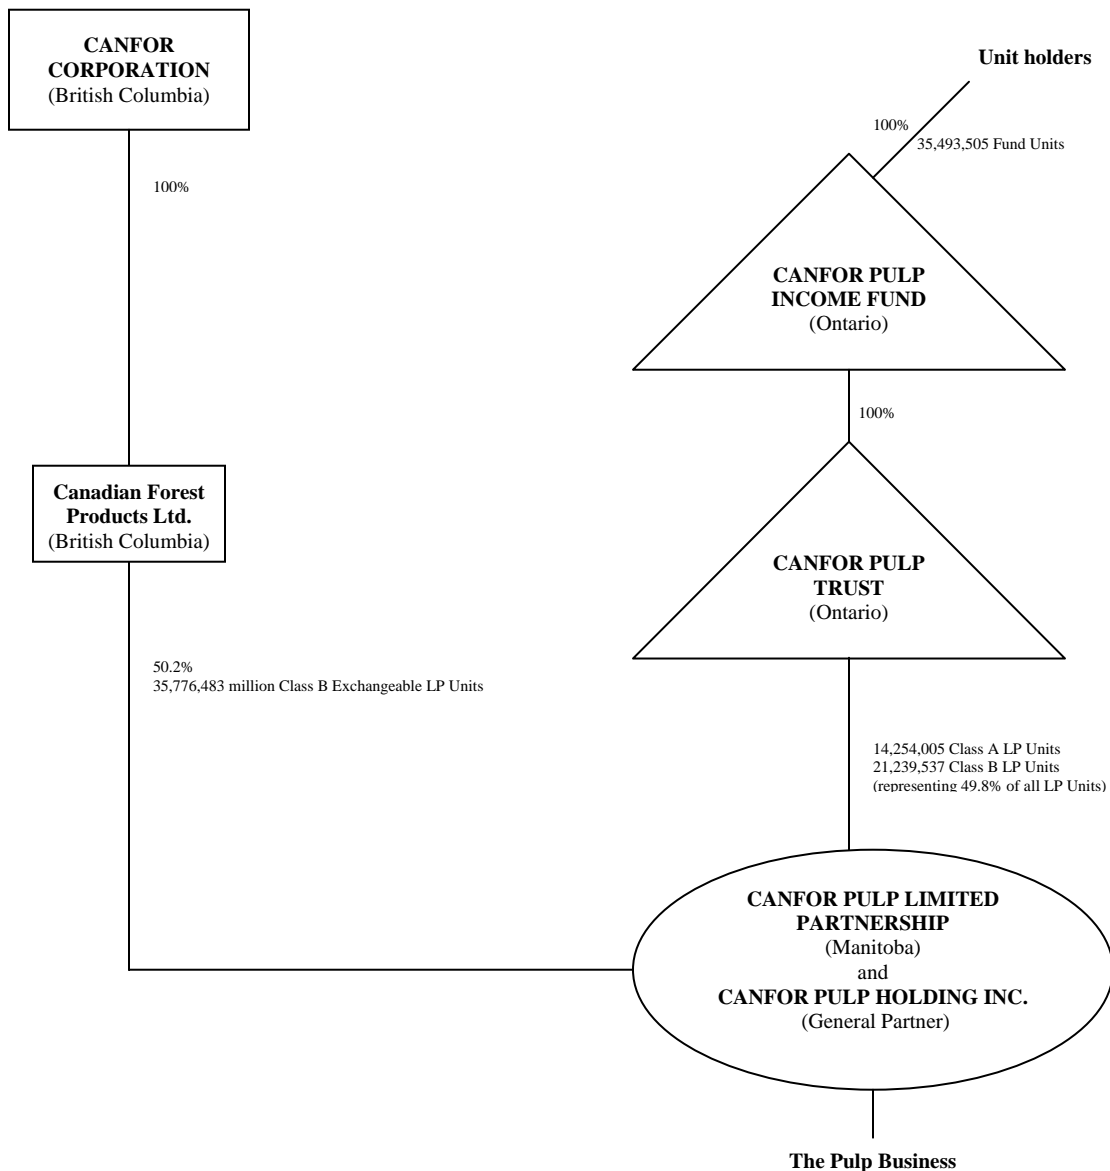 CANFOR
CORPORATION
(British Columbia)
Unit holders
100%
35,493,505 Fund Units
100%
CANFOR PULP
INCOME FUND
(Ontario)
100%
Canadian Forest
Products Ltd.
(British Columbia)
CANFOR PULP
TRUST
(Ontario)
50.2%
35,776,483 million Class B Exchangeable LP Units
14,254,005 Class A LP Units
21,239,537 Class B LP Units
(representing 49.8% of all LP Units)
CANFOR PULP LIMITED
PARTNERSHIP
(Manitoba)
and
CANFOR PULP HOLDING INC.
(General Partner)
The Pulp Business